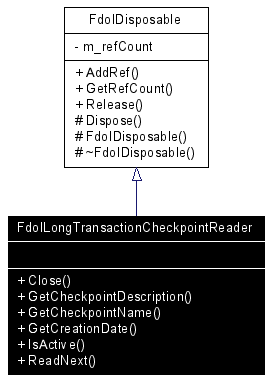 FdoIDisposable
- m_refCount
+ AddRef()
+ GetRefCount()
+ Release()
# Dispose()
# FdoIDisposable()
# ~FdoIDisposable()
FdoILongTransactionCheckpointReader
+ Close()
+ GetCheckpointDescription()
+ GetCheckpointName()
+ GetCreationDate()
+ IsActive()
+ ReadNext()